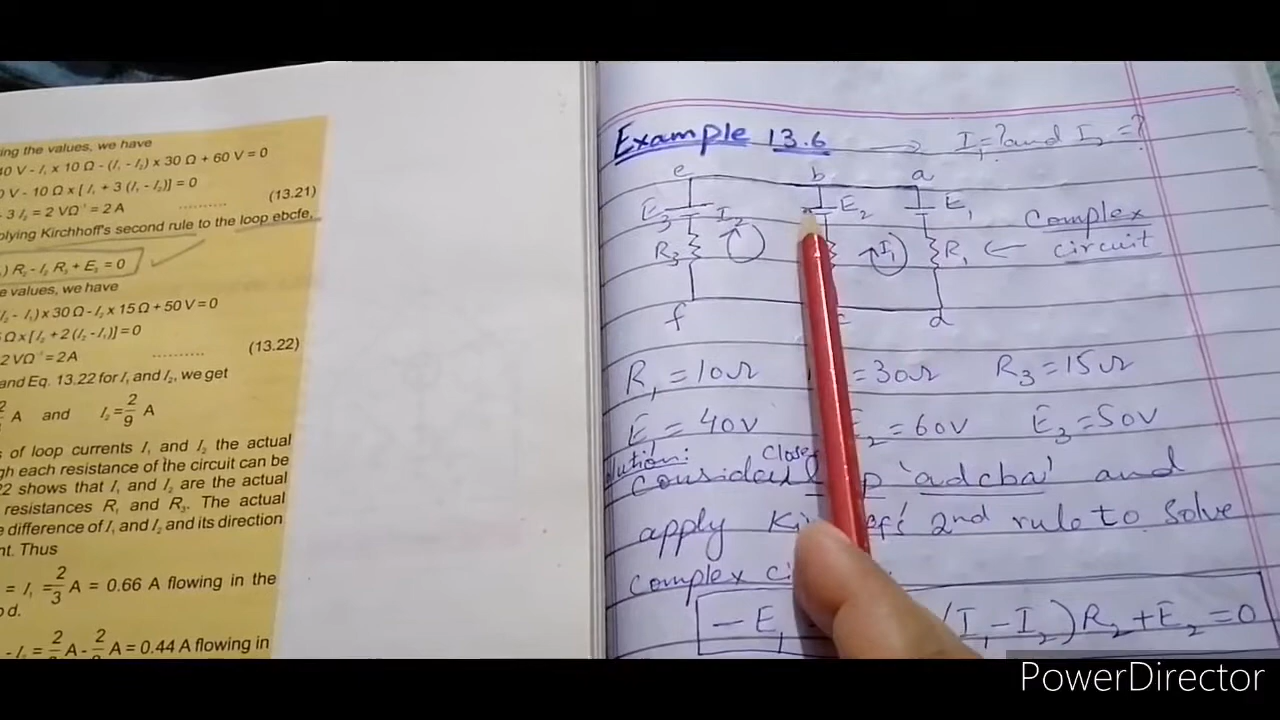 ing the values, we have
40 V - I₁ x 10 Ω - (I₁ - I₂) x 30 Ω + 60 V = 0
0 V - 10 Ω x [ I₁ + 3 (I₁ - I₂)] = 0
3 I₂ = 2 VΩ⁻¹ = 2 A ......... (13.21)
plying Kirchhoff's second rule to the loop ebcfe,
) R₂ - I₂ R₃ + E₃ = 0
e values, we have
I₂ - I₁) x 30 Ω - I₂ x 15 Ω + 50 V = 0
Ω x [ I₂ + 2 (I₂ - I₁)] = 0
2 VΩ⁻¹ = 2A ......... (13.22)
and Eq. 13.22 for I₁ and I₂, we get
A and I₂ = 2/9 A
s of loop currents I₁ and I₂ the actual
gh each resistance of the circuit can be
22 shows that I₁ and I₂ are the actual
resistances R₁ and R₃. The actual
e difference of I₁ and I₂ and its direction
nt. Thus
= I₁ = 2/3 A = 0.66 A flowing in the
o d.
- I₂ = 2/3 A - 2/9 A = 0.44 A flowing in
Example 13.6 → I₁=? and I₂=?
e b a
E₃ I₂ E₂ E₁
R₃ I₁ R₁ ← Complex
circuit
f c d
R₁ = 10Ω = 30Ω R₃ = 15Ω
E₁ = 40V E₂ = 60V E₃ = 50V
lution: Close
Consider 'adcba' and
apply 2nd rule to solve
complex
- E₁ (I₁ - I₂) R₂ + E₂ = 0
PowerDirector